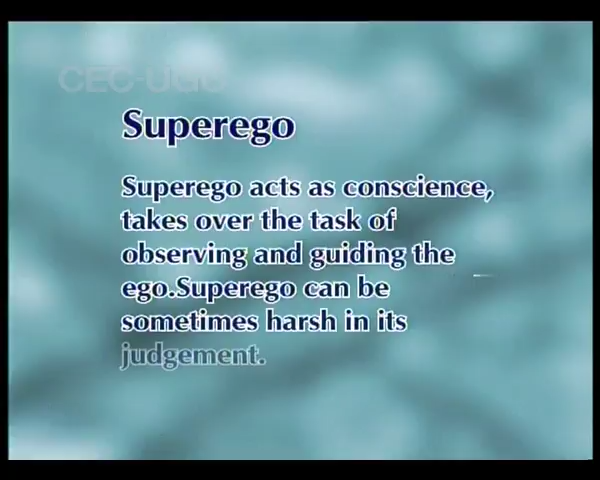 CEC-UGC
Superego
Superego acts as conscience,
takes over the task of
observing and guiding the
ego.Superego can be
sometimes harsh in its
judgement.